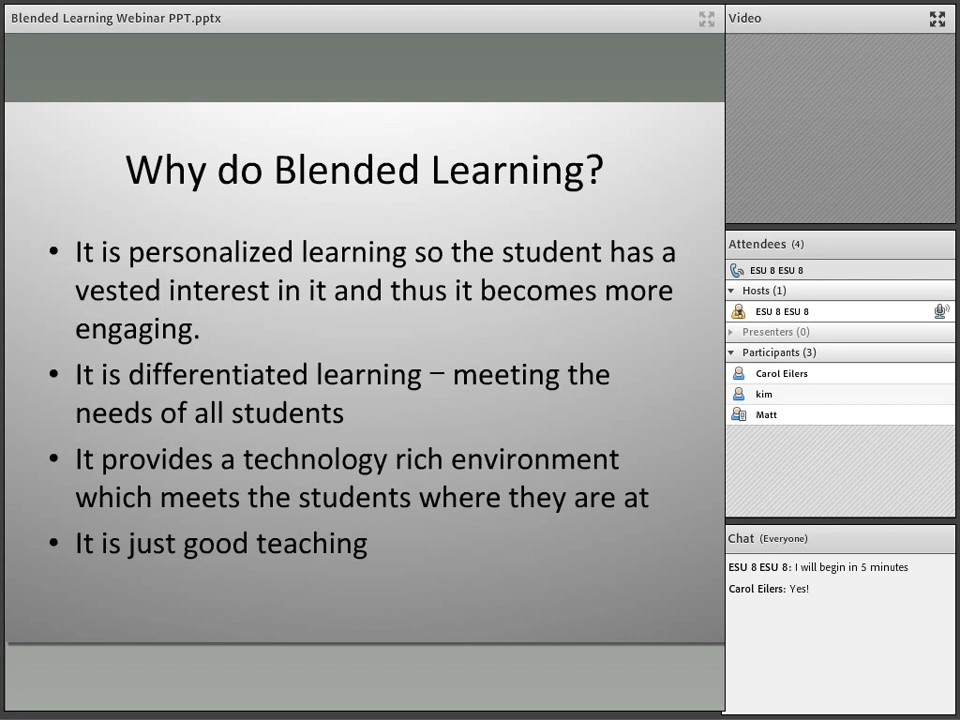 Blended Learning Webinar PPT.pptx
Why do Blended Learning?
• It is personalized learning so the student has a
vested interest in it and thus it becomes more
engaging.
• It is differentiated learning – meeting the
needs of all students
• It provides a technology rich environment
which meets the students where they are at
• It is just good teaching
Video
Attendees (4)
ESU 8 ESU 8
Hosts (1)
ESU 8 ESU 8
Presenters (0)
Participants (3)
Carol Eilers
kim
Matt
Chat (Everyone)
ESU 8 ESU 8: I will begin in 5 minutes
Carol Eilers: Yes!